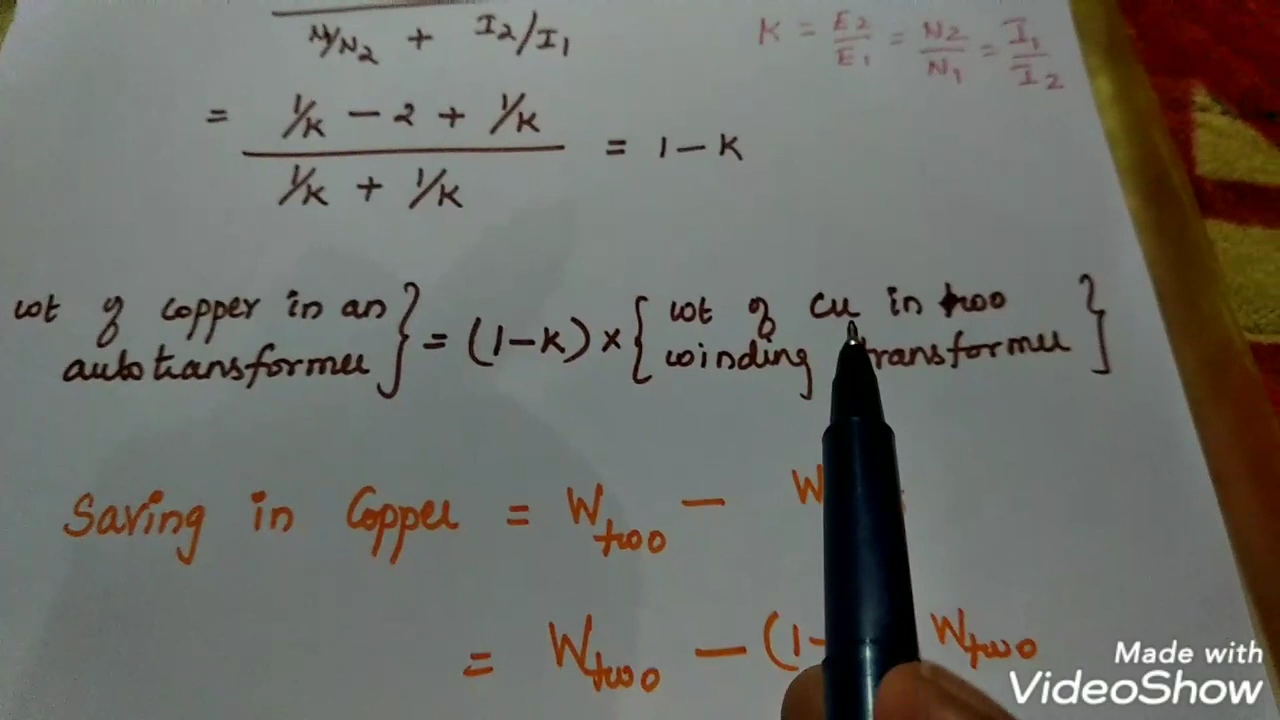 N1/N2 + I2/I1
K = E2/E1 = N2/N1 = I1/I2
= (1/K - 2 + 1/K) / (1/K + 1/K) = 1 - K
wt of copper in an autotransformer } = (1-K) × { wt of cu in two winding transformer }
Saving in Copper = Wtwo - W
= Wtwo - (1- Wtwo
Made with
VideoShow